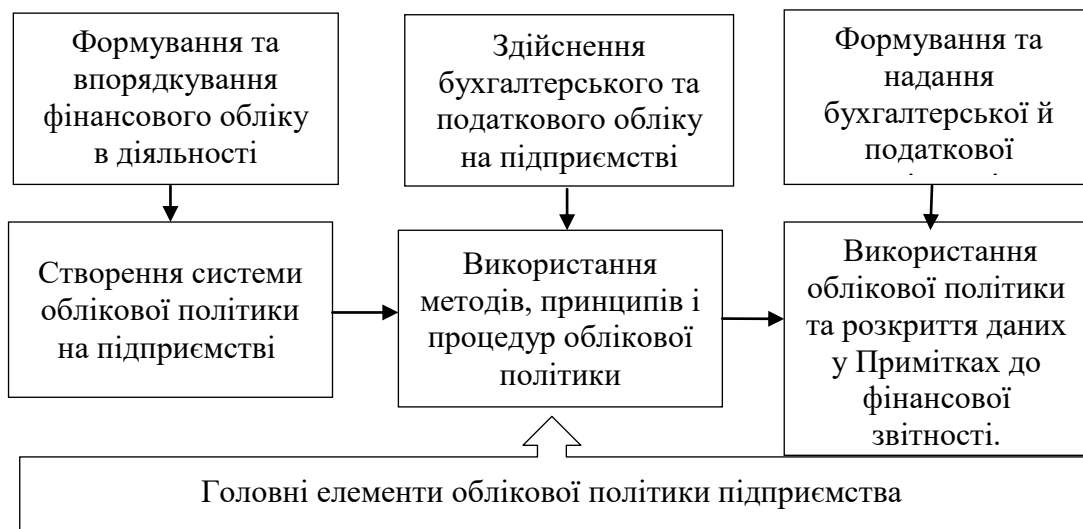 Формування та
впорядкування
фінансового обліку
в діяльності
Здійснення
бухгалтерського та
податкового обліку
на підприємстві
Формування та
надання
бухгалтерської й
податкової
Створення системи
облікової політики
на підприємстві
Використання
методів, принципів і
процедур облікової
політики
Використання
облікової політики
та розкриття даних
у Примітках до
фінансової
звітності.
Головні елементи облікової політики підприємства